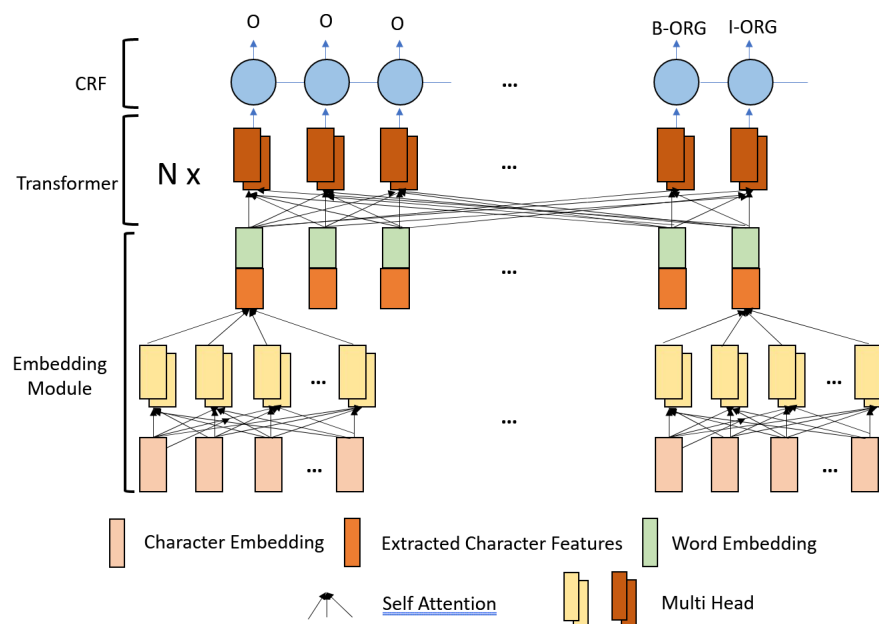 O O O B-ORG I-ORG
CRF
...
Transformer N x ...
...
Embedding
Module
... ...
...
... ...
Character Embedding Extracted Character Features Word Embedding
Self Attention Multi Head